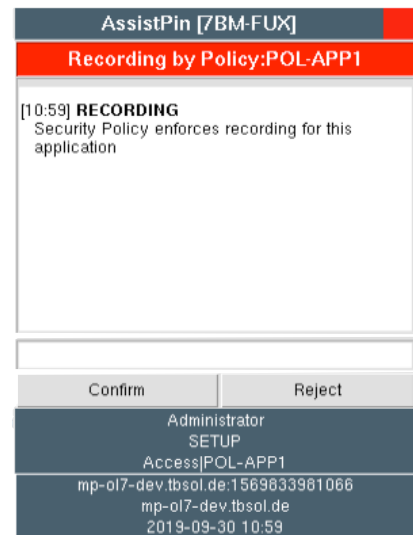 AssistPin [7BM-FUX]
Recording by Policy:POL-APP1
[10:59] RECORDING
Security Policy enforces recording for this
application
Confirm Reject
Administrator
SETUP
Access|POL-APP1
mp-ol7-dev.tbsol.de:1569833981066
mp-ol7-dev.tbsol.de
2019-09-30 10:59